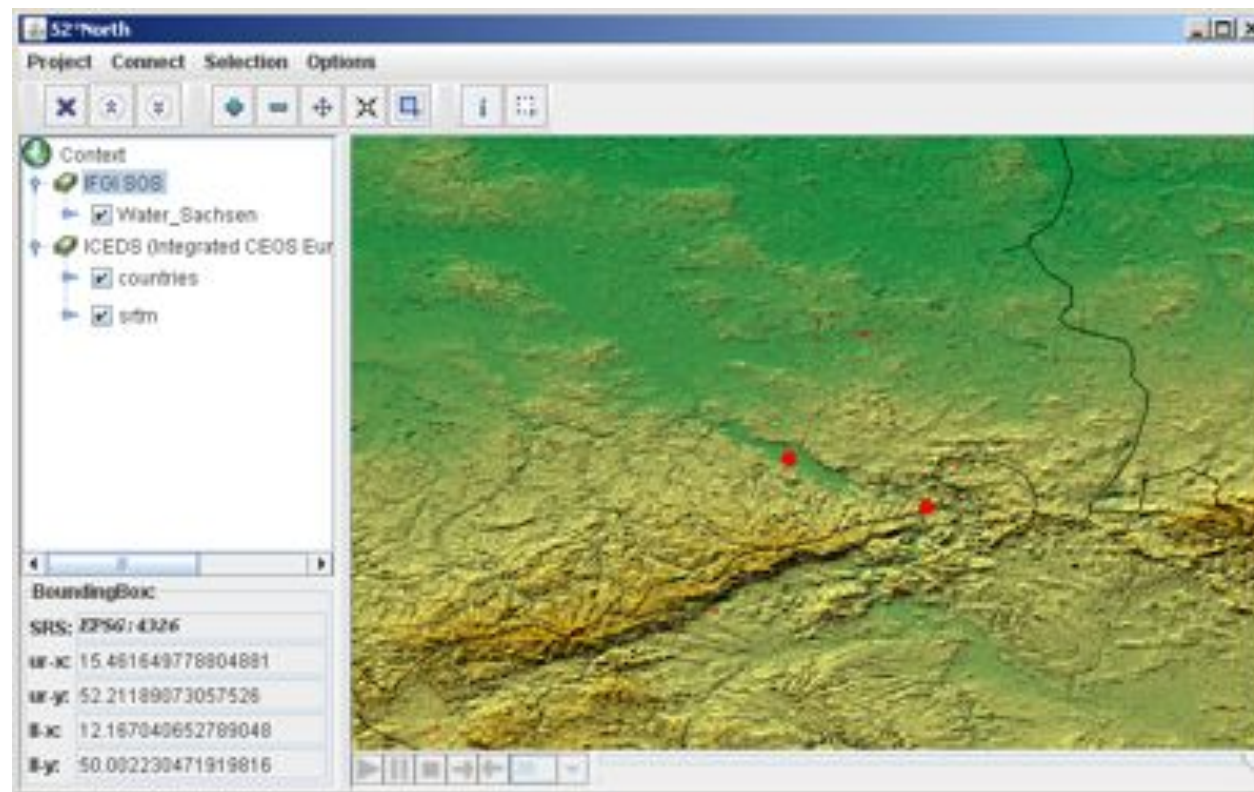 52°North
Project Connect Selection Options
Context
IFGI SOS
Water_Sachsen
ICEDS (Integrated CEOS Eur
countries
srtm
BoundingBox:
SRS: EPSG:4326
ur-x: 15.461649778804881
ur-y: 52.21189873057526
ll-x: 12.167040652789048
ll-y: 50.002230471919816